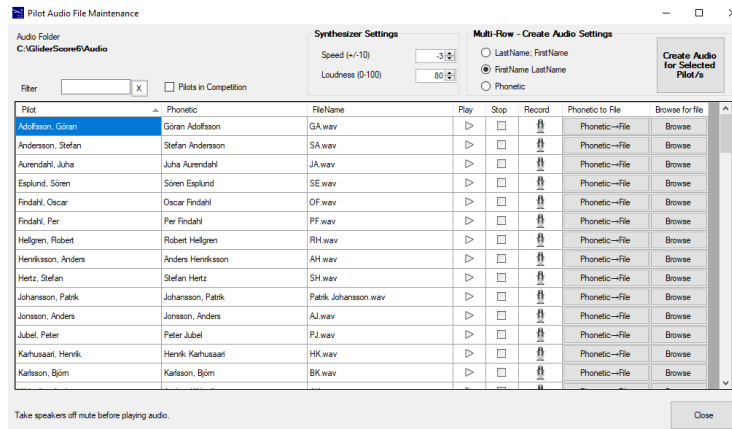 Pilot Audio File Maintenance
Audio Folder
C:\GliderScore6\Audio
Filter
X
Pilots in Competition
Synthesizer Settings
Speed (+/-10) -3
Loudness (0-100) 80
Multi-Row - Create Audio Settings
LastName; FirstName
FirstName LastName
Phonetic
Create Audio
for Selected
Pilot/s
Pilot Phonetic FileName Play Stop Record Phonetic to File Browse for file
Adolfsson, Göran Göran Adolfsson GA.wav Phonetic→File Browse
Andersson, Stefan Stefan Andersson SA.wav Phonetic→File Browse
Aurendahl, Juha Juha Aurendahl JA.wav Phonetic→File Browse
Esplund, Sören Sören Esplund SE.wav Phonetic→File Browse
Findahl, Oscar Oscar Findahl OF.wav Phonetic→File Browse
Findahl, Per Per Findahl PF.wav Phonetic→File Browse
Hellgren, Robert Robert Hellgren RH.wav Phonetic→File Browse
Henriksson, Anders Anders Henriksson AH.wav Phonetic→File Browse
Hertz, Stefan Stefan Hertz SH.wav Phonetic→File Browse
Johansson, Patrik Johansson, Patrik Patrik Johansson.wav Phonetic→File Browse
Jonsson, Anders Jonsson, Anders AJ.wav Phonetic→File Browse
Jubel, Peter Peter Jubel PJ.wav Phonetic→File Browse
Karhusaari, Henrik Henrik Karhusaari HK.wav Phonetic→File Browse
Karlsson, Björn Karlsson, Björn BK.wav Phonetic→File Browse
Take speakers off mute before playing audio.
Close